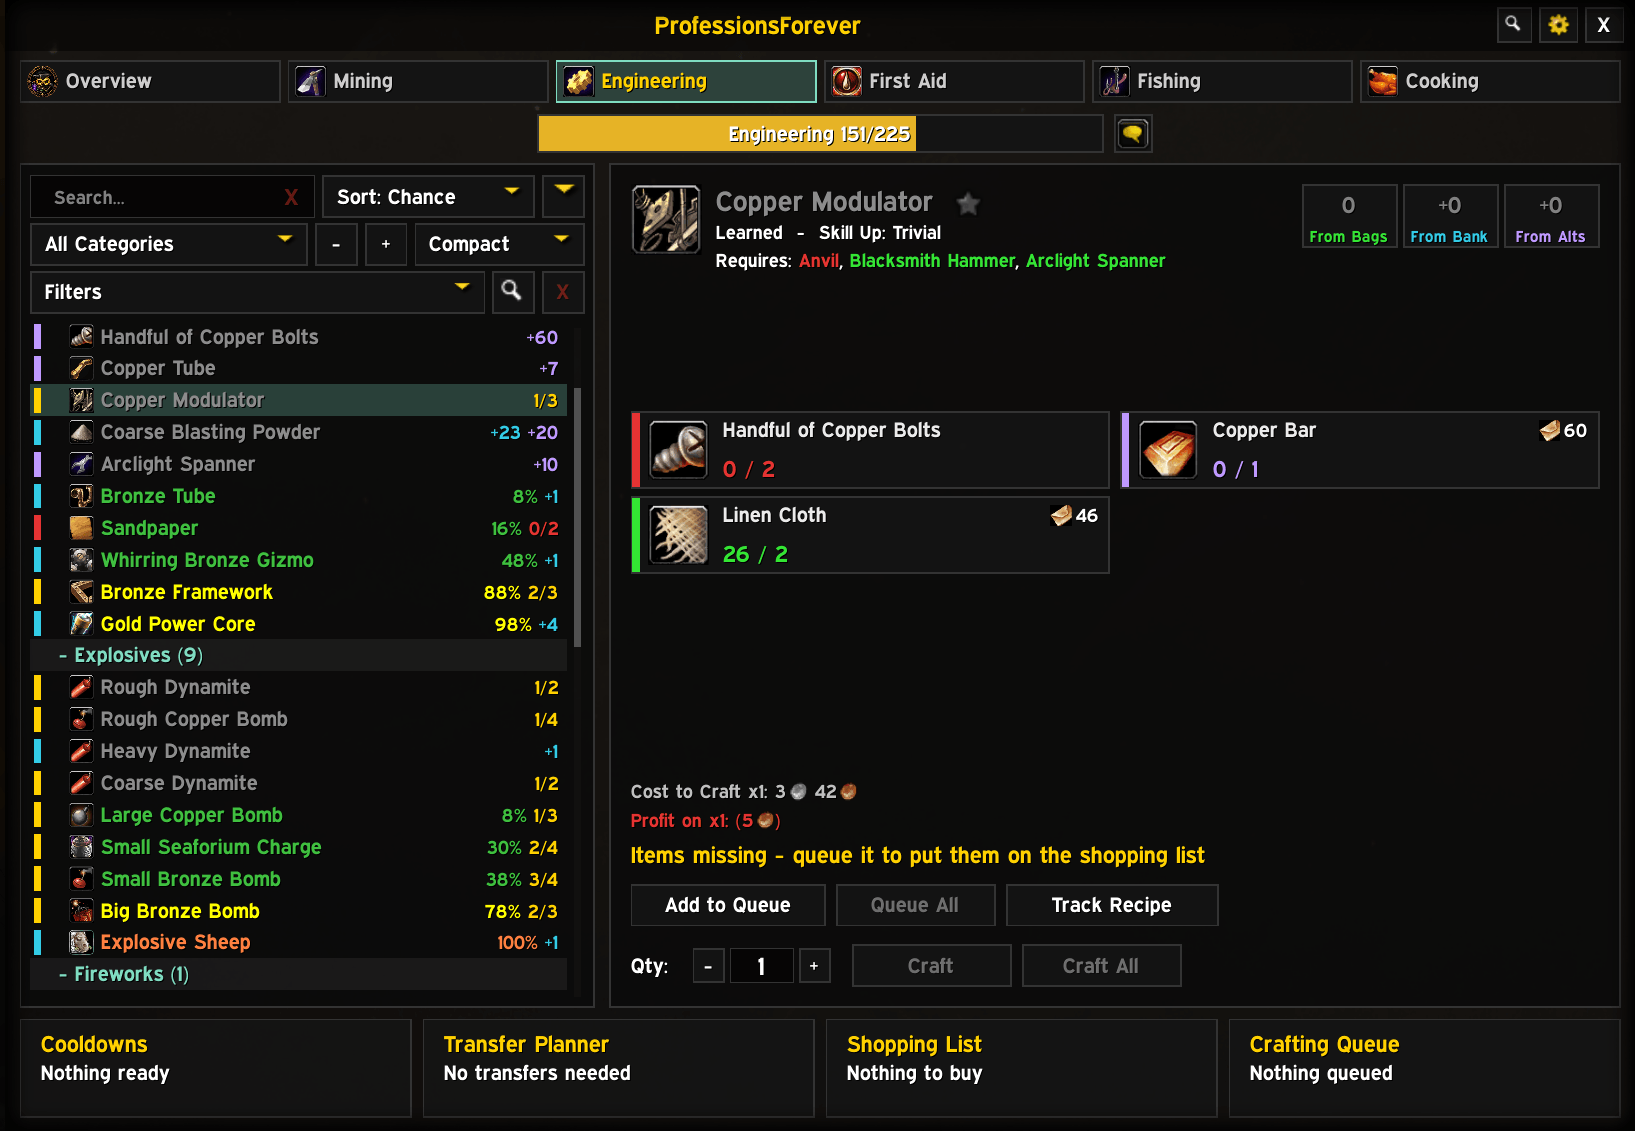 ProfessionsForever
X
Overview
Mining
Engineering
First Aid
Fishing
Cooking
Engineering 151/225
Search...
X
Sort: Chance
All Categories
-
+
Compact
Filters
X
Handful of Copper Bolts +60
Copper Tube +7
Copper Modulator 1/3
Coarse Blasting Powder +23 +20
Arclight Spanner +10
Bronze Tube 8% +1
Sandpaper 16% 0/2
Whirring Bronze Gizmo 48% +1
Bronze Framework 88% 2/3
Gold Power Core 98% +4
- Explosives (9)
Rough Dynamite 1/2
Rough Copper Bomb 1/4
Heavy Dynamite +1
Coarse Dynamite 1/2
Large Copper Bomb 8% 1/3
Small Seaforium Charge 30% 2/4
Small Bronze Bomb 38% 3/4
Big Bronze Bomb 78% 2/3
Explosive Sheep 100% +1
- Fireworks (1)
Copper Modulator
Learned - Skill Up: Trivial
Requires: Anvil, Blacksmith Hammer, Arclight Spanner
0
From Bags
+0
From Bank
+0
From Alts
Handful of Copper Bolts
0 / 2
Copper Bar 60
0 / 1
Linen Cloth 46
26 / 2
Cost to Craft x1: 3 42
Profit on x1: (5 )
Items missing - queue it to put them on the shopping list
Add to Queue
Queue All
Track Recipe
Qty: - 1 +
Craft
Craft All
Cooldowns
Nothing ready
Transfer Planner
No transfers needed
Shopping List
Nothing to buy
Crafting Queue
Nothing queued